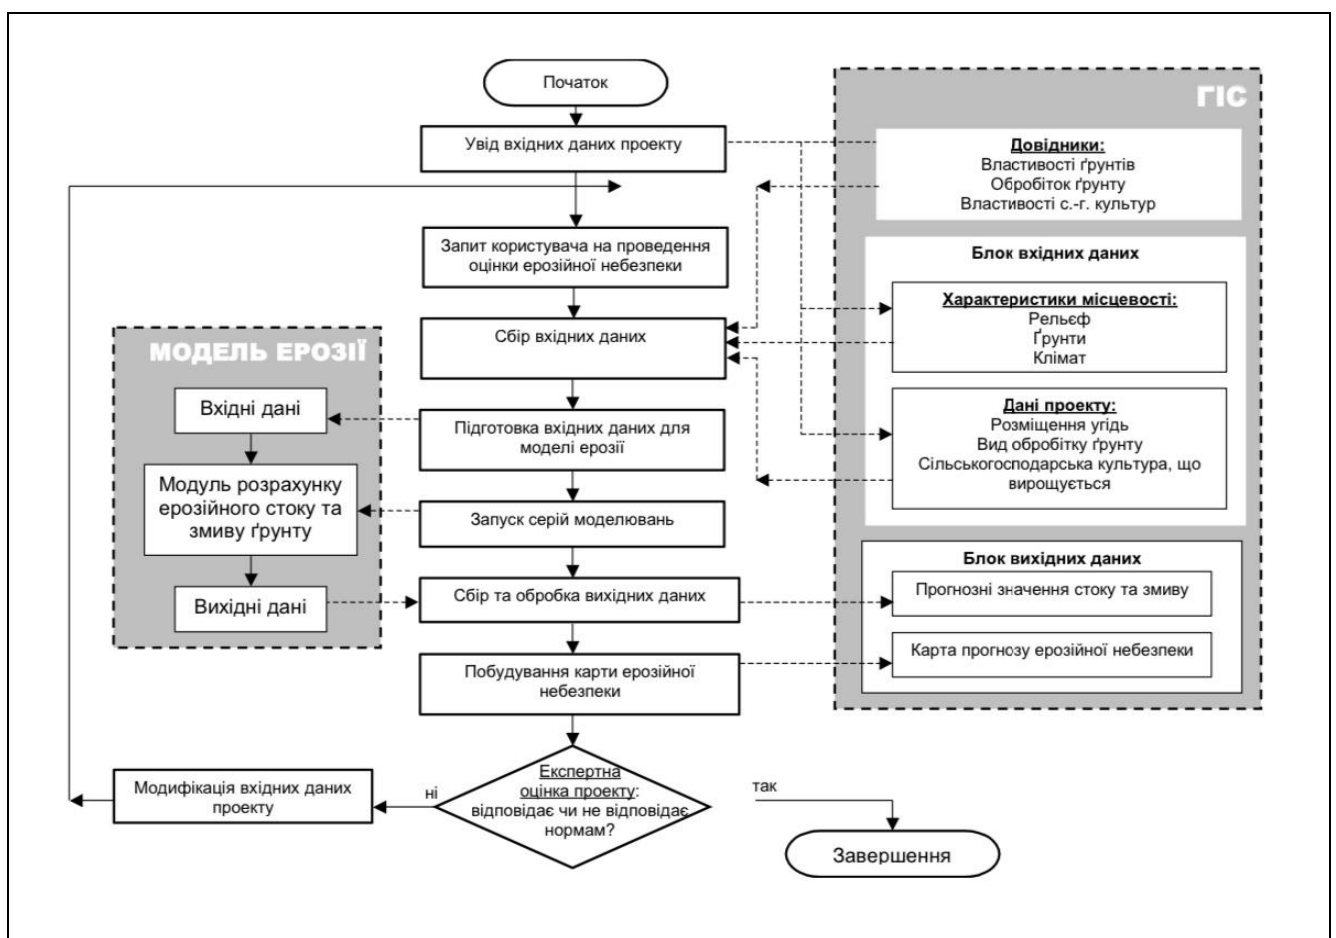 Початок
Увід вхідних даних проекту
Запит користувача на проведення
оцінки ерозійної небезпеки
Сбір вхідних даних
Підготовка вхідних даних для
моделі ерозії
Запуск серій моделювань
Сбір та обробка вихідних даних
Побудування карти ерозійної
небезпеки
Експертна
оцінка проекту:
відповідає чи не відповідає
нормам?
ні
так
Модифікація вхідних даних
проекту
Завершення
МОДЕЛЬ ЕРОЗІЇ
Вхідні дані
Модуль розрахунку
ерозійного стоку та
змиву ґрунту
Вихідні дані
ГІС
Довідники:
Властивості ґрунтів
Обробіток ґрунту
Властивості с.-г. культур
Блок вхідних даних
Характеристики місцевості:
Рельєф
Ґрунти
Клімат
Дані проекту:
Розміщення угідь
Вид обробітку ґрунту
Сільськогосподарська культура, що
вирощується
Блок вихідних даних
Прогнозні значення стоку та змиву
Карта прогнозу ерозійної небезпеки